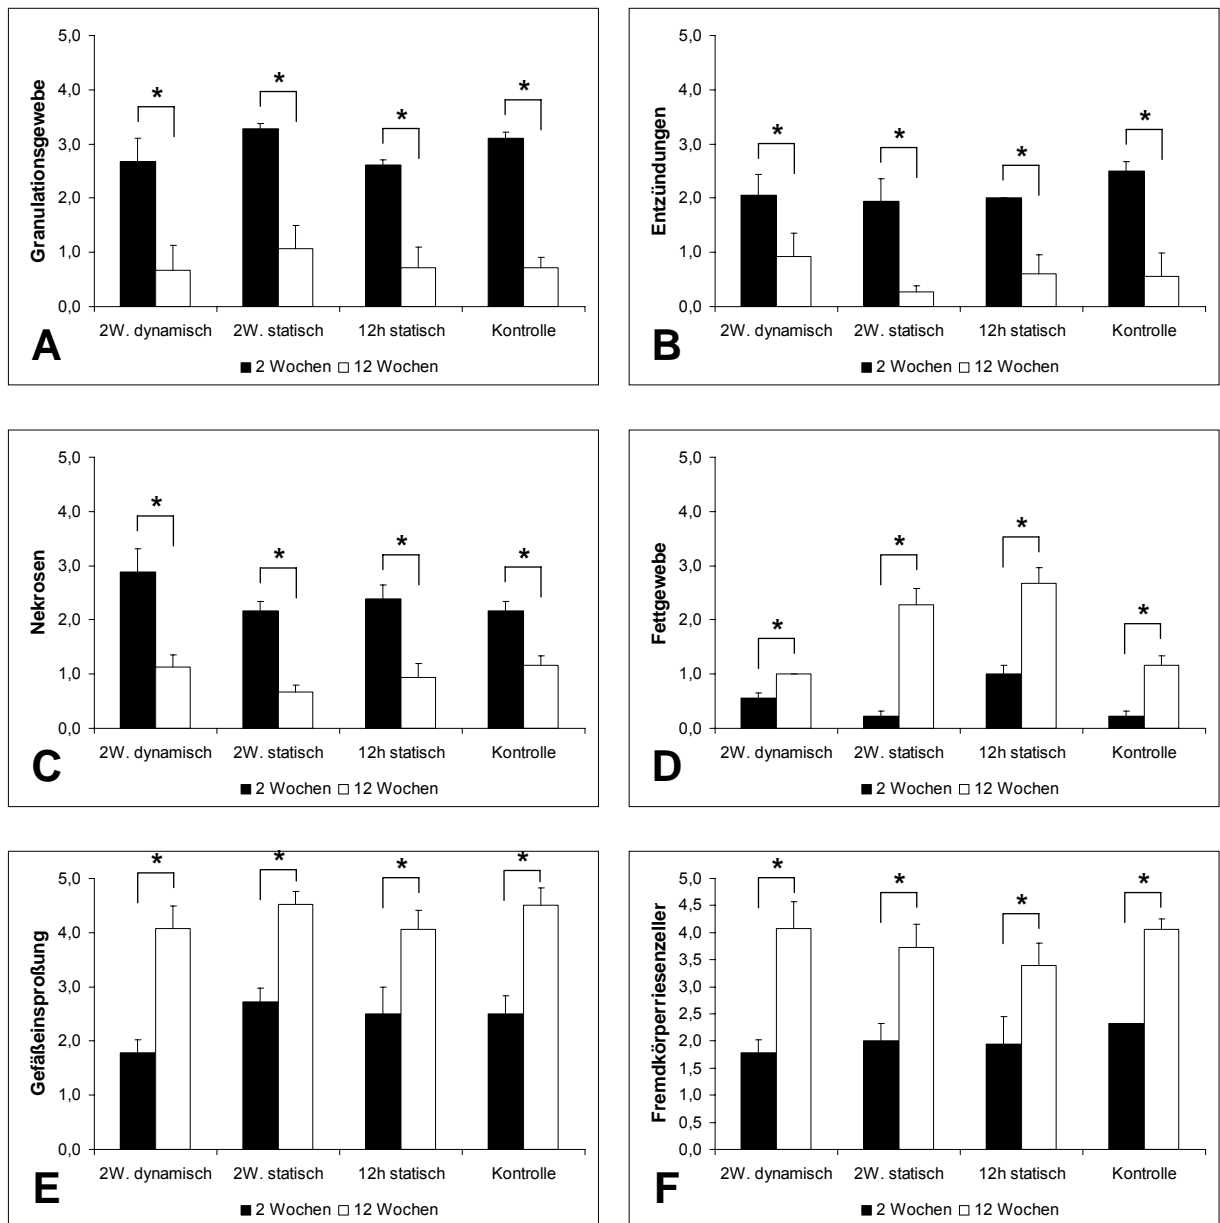 Granulationsgewebe
5,0
4,0
3,0
2,0
1,0
0,0
* * * *
2W. dynamisch 2W. statisch 12h statisch Kontrolle
2 Wochen 12 Wochen
A
Entzündungen
5,0
4,0
3,0
2,0
1,0
0,0
* * * *
2W. dynamisch 2W. statisch 12h statisch Kontrolle
2 Wochen 12 Wochen
B
Nekrosen
5,0
4,0
3,0
2,0
1,0
0,0
* * * *
2W. dynamisch 2W. statisch 12h statisch Kontrolle
2 Wochen 12 Wochen
C
Fettgewebe
5,0
4,0
3,0
2,0
1,0
0,0
* * * *
2W. dynamisch 2W. statisch 12h statisch Kontrolle
2 Wochen 12 Wochen
D
Gefäßeinsproßung
5,0
4,0
3,0
2,0
1,0
0,0
* * * *
2W. dynamisch 2W. statisch 12h statisch Kontrolle
2 Wochen 12 Wochen
E
Fremdkörperriesenzeller
5,0
4,5
4,0
3,5
3,0
2,5
2,0
1,5
1,0
0,5
0,0
* * * *
2W. dynamisch 2W. statisch 12h statisch Kontrolle
2 Wochen 12 Wochen
F